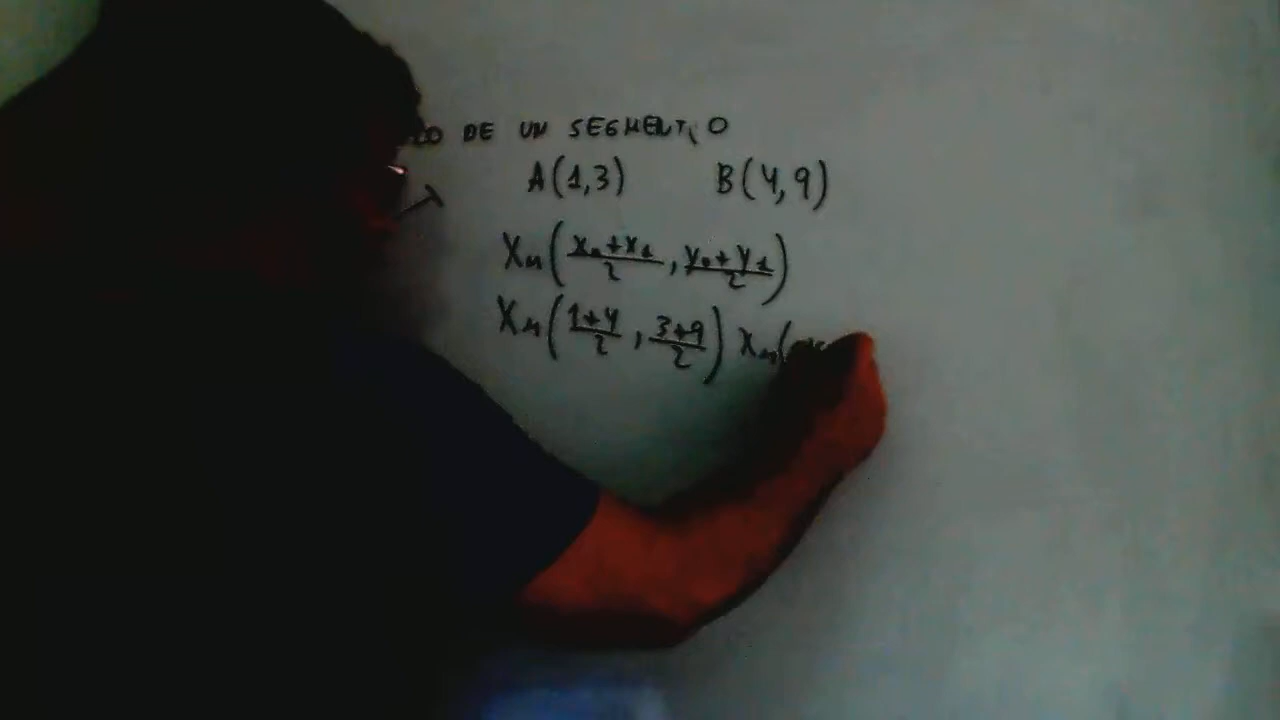 DE UN SEGMENTO
A(1,3) B(4,9)
Xₘ((x₀+x₁)/2, (y₀+y₁)/2)
Xₘ((1+4)/2, (3+9)/2) Xₘ(